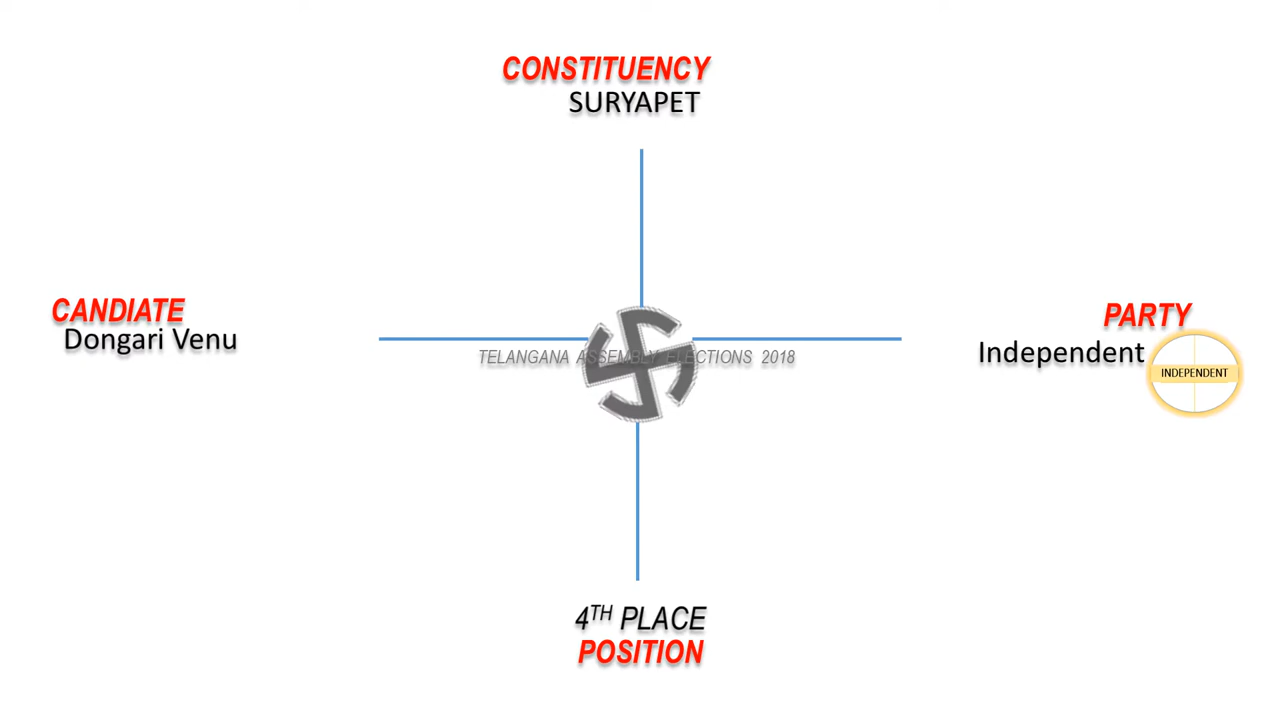 CONSTITUENCY
SURYAPET
CANDIATE
Dongari Venu
TELANGANA ASSEMBLY ELECTIONS 2018
PARTY
Independent
INDEPENDENT
4TH PLACE
POSITION